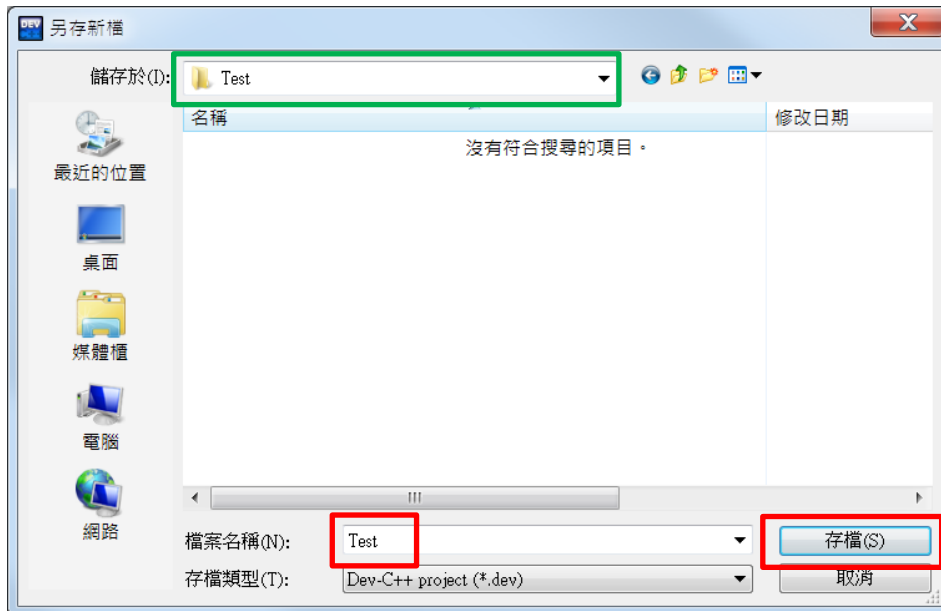 DEV
另存新檔
儲存於(I):
Test
名稱
修改日期
沒有符合搜尋的項目。
最近的位置
桌面
媒體櫃
電腦
網路
檔案名稱(N):
Test
存檔(S)
存檔類型(T):
Dev-C++ project (*.dev)
取消